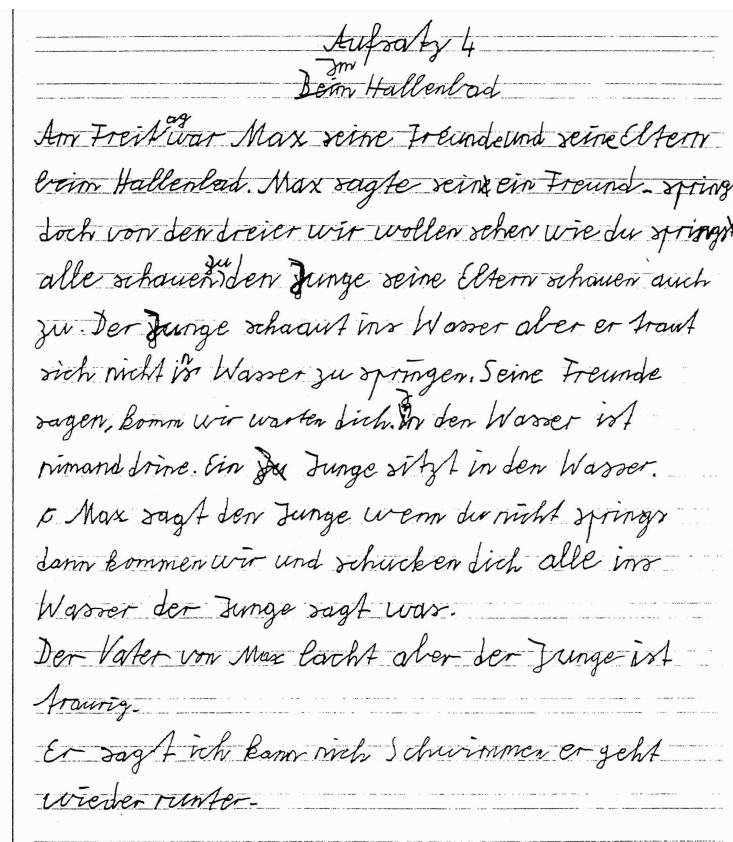 Aufsatz 4
Im
Beim Hallenbad
Am Freitag war Max seine Freunde und seine Eltern
beim Hallenbad. Max sagte sein ein Freund - spring
doch von den dreier wir wollen sehen wie du springst
alle schauen zu den Junge seine Eltern schauen auch
zu. Der Junge schaaut ins Wasser aber er traut
sich nicht ins Wasser zu springen. Seine Freunde
sagen, komm wir warten dich. In den Wasser ist
nimand drine. Ein Junge sitzt in den Wasser.
Max sagt den Junge wenn du nicht springs
dann kommen wir und schucken dich alle ins
Wasser der Junge sagt was.
Der Vater von Max lacht aber der Junge ist
traurig.
Er sagt ich kann nich Schwimmen er geht
wieder runter.